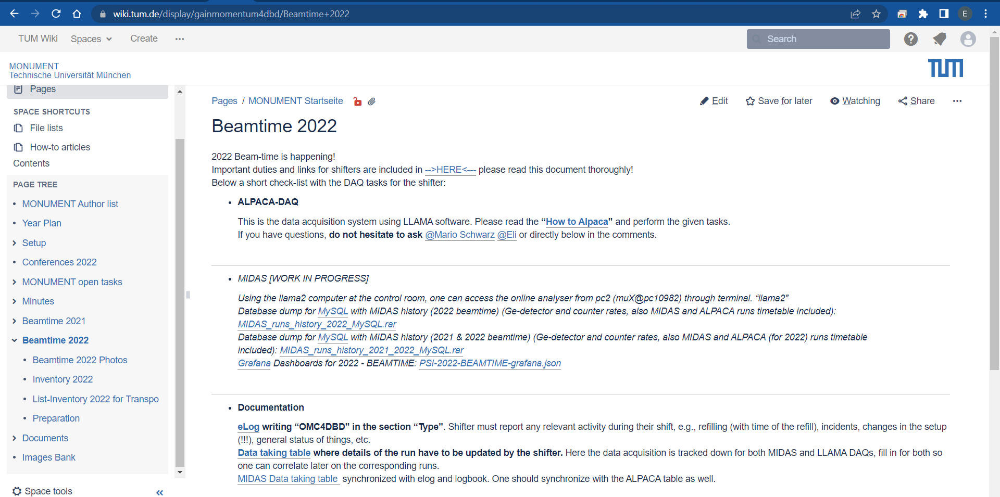 wiki.tum.de/display/gainmomentum4dbd/Beamtime+2022
E
TUM Wiki Spaces Create
Search
MONUMENT
Technische Universität München
TUM
Pages
SPACE SHORTCUTS
File lists
How-to articles
Contents
PAGE TREE
MONUMENT Author list
Year Plan
Setup
Conferences 2022
MONUMENT open tasks
Minutes
Beamtime 2021
Beamtime 2022
Beamtime 2022 Photos
Inventory 2022
List-Inventory 2022 for Transpo
Preparation
Documents
Images Bank
Space tools
Pages / MONUMENT Startseite
Edit Save for later Watching Share
Beamtime 2022
2022 Beam-time is happening!
Important duties and links for shifters are included in -->HERE<--- please read this document thoroughly!
Below a short check-list with the DAQ tasks for the shifter:
• ALPACA-DAQ
This is the data acquisition system using LLAMA software. Please read the “How to Alpaca” and perform the given tasks.
If you have questions, do not hesitate to ask @Mario Schwarz @Eli or directly below in the comments.
• MIDAS [WORK IN PROGRESS]
Using the llama2 computer at the control room, one can access the online analyser from pc2 (muX@pc10982) through terminal. “llama2"
Database dump for MySQL with MIDAS history (2022 beamtime) (Ge-detector and counter rates, also MIDAS and ALPACA runs timetable included):
MIDAS_runs_history_2022_MySQL.rar
Database dump for MySQL with MIDAS history (2021 & 2022 beamtime) (Ge-detector and counter rates, also MIDAS and ALPACA (for 2022) runs timetable
included): MIDAS_runs_history_2021_2022_MySQL.rar
Grafana Dashboards for 2022 - BEAMTIME: PSI-2022-BEAMTIME-grafana.json
• Documentation
eLog writing “OMC4DBD” in the section “Type”. Shifter must report any relevant activity during their shift, e.g., refilling (with time of the refill), incidents, changes in the setup
(!!!), general status of things, etc.
Data taking table where details of the run have to be updated by the shifter. Here the data acquisition is tracked down for both MIDAS and LLAMA DAQs, fill in for both so
one can correlate later on the corresponding runs.
MIDAS Data taking table synchronized with elog and logbook. One should synchronize with the ALPACA table as well.